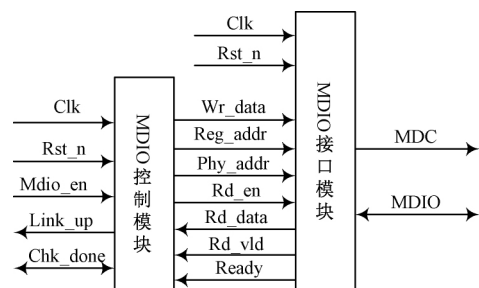 Clk
Rst_n
Clk
Rst_n
Mdio_en
Link_up
Chk_done
MDIO控制模块
Wr_data
Reg_addr
Phy_addr
Rd_en
Rd_data
Rd_vld
Ready
MDIO接口模块
MDC
MDIO